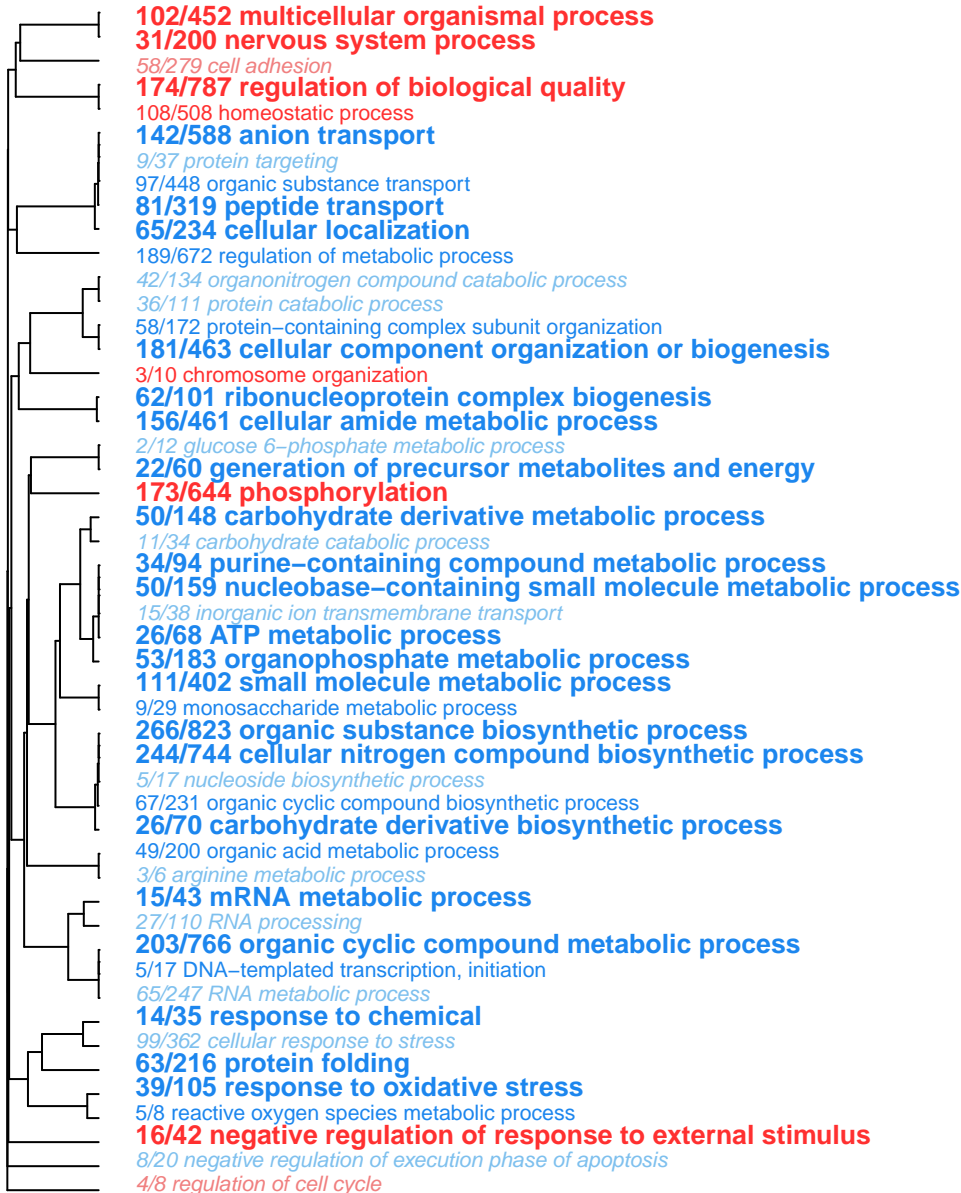 102/452 multicellular organismal process
31/200 nervous system process
58/279 cell adhesion
174/787 regulation of biological quality
108/508 homeostatic process
142/588 anion transport
9/37 protein targeting
97/448 organic substance transport
81/319 peptide transport
65/234 cellular localization
189/672 regulation of metabolic process
42/134 organonitrogen compound catabolic process
36/111 protein catabolic process
58/172 protein−containing complex subunit organization
181/463 cellular component organization or biogenesis
3/10 chromosome organization
62/101 ribonucleoprotein complex biogenesis
156/461 cellular amide metabolic process
2/12 glucose 6−phosphate metabolic process
22/60 generation of precursor metabolites and energy
173/644 phosphorylation
50/148 carbohydrate derivative metabolic process
11/34 carbohydrate catabolic process
34/94 purine−containing compound metabolic process
50/159 nucleobase−containing small molecule metabolic process
15/38 inorganic ion transmembrane transport
26/68 ATP metabolic process
53/183 organophosphate metabolic process
111/402 small molecule metabolic process
9/29 monosaccharide metabolic process
266/823 organic substance biosynthetic process
244/744 cellular nitrogen compound biosynthetic process
5/17 nucleoside biosynthetic process
67/231 organic cyclic compound biosynthetic process
26/70 carbohydrate derivative biosynthetic process
49/200 organic acid metabolic process
3/6 arginine metabolic process
15/43 mRNA metabolic process
27/110 RNA processing
203/766 organic cyclic compound metabolic process
5/17 DNA−templated transcription, initiation
65/247 RNA metabolic process
14/35 response to chemical
99/362 cellular response to stress
63/216 protein folding
39/105 response to oxidative stress
5/8 reactive oxygen species metabolic process
16/42 negative regulation of response to external stimulus
8/20 negative regulation of execution phase of apoptosis
4/8 regulation of cell cycle